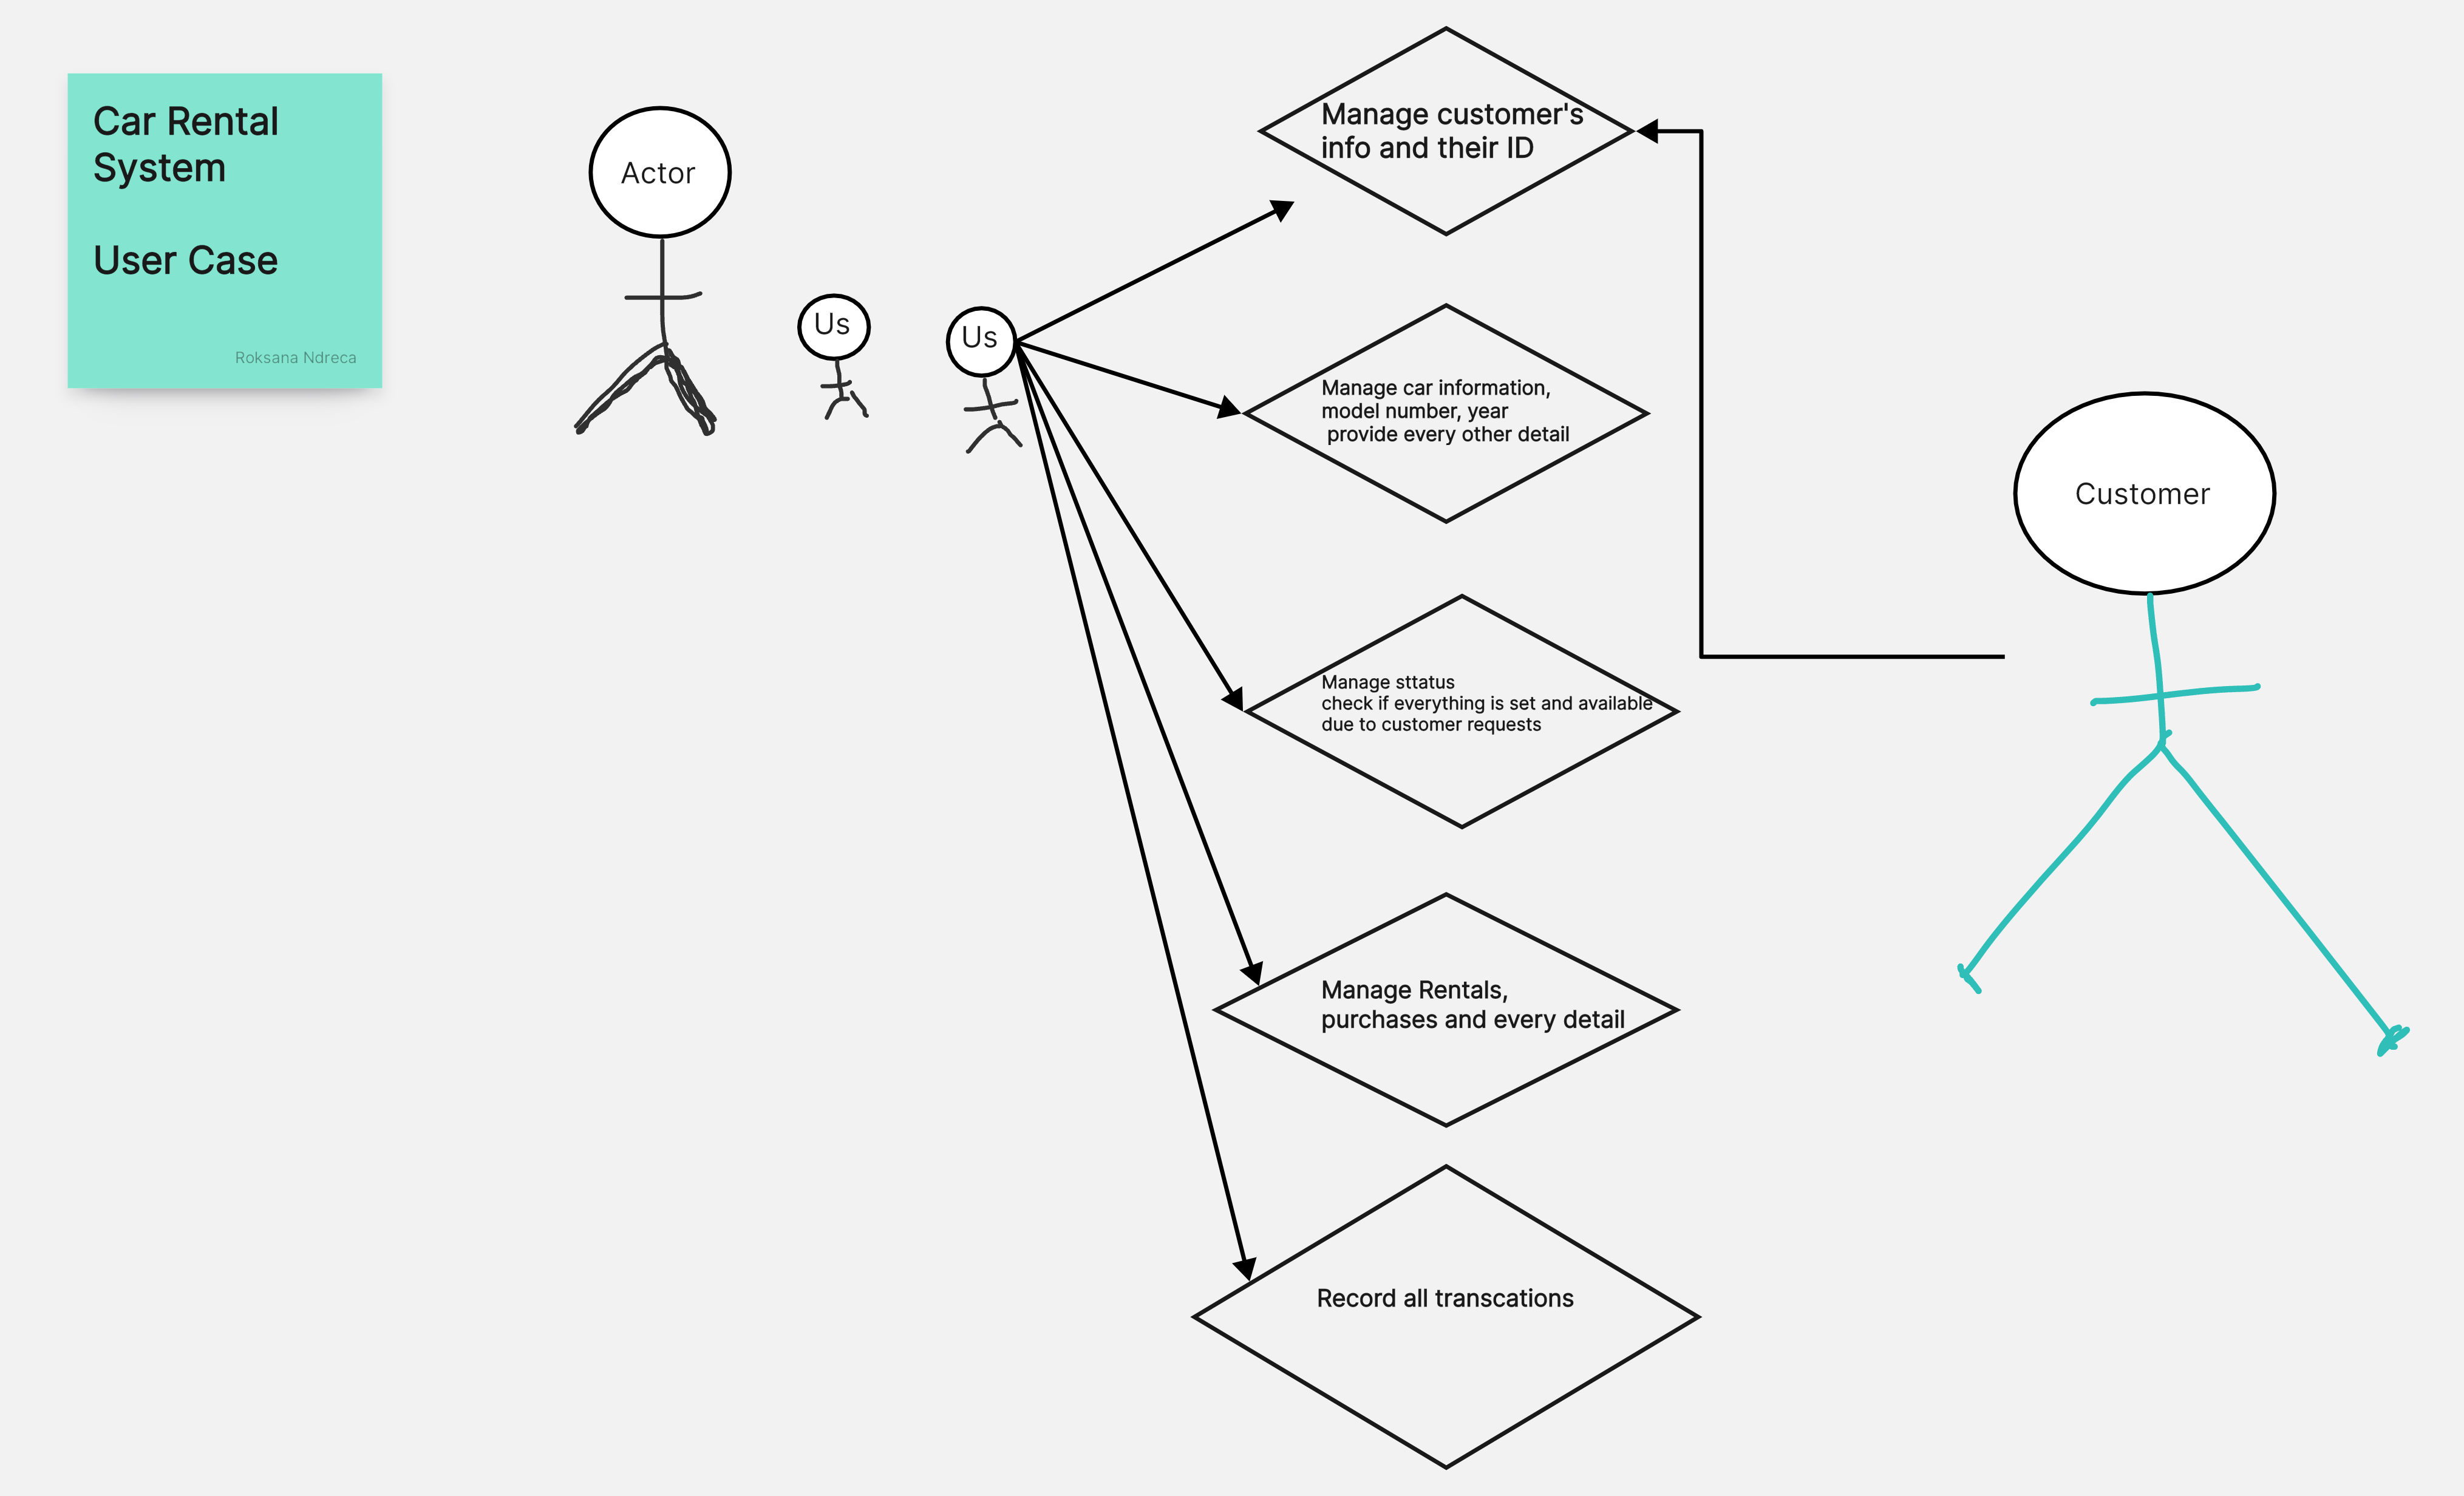 Car Rental
System
User Case
Roksana Ndreca
Actor
Us
Us
Manage customer's
info and their ID
Manage car information,
model number, year
provide every other detail
Manage sttatus
check if everything is set and available
due to customer requests
Manage Rentals,
purchases and every detail
Record all transcations
Customer